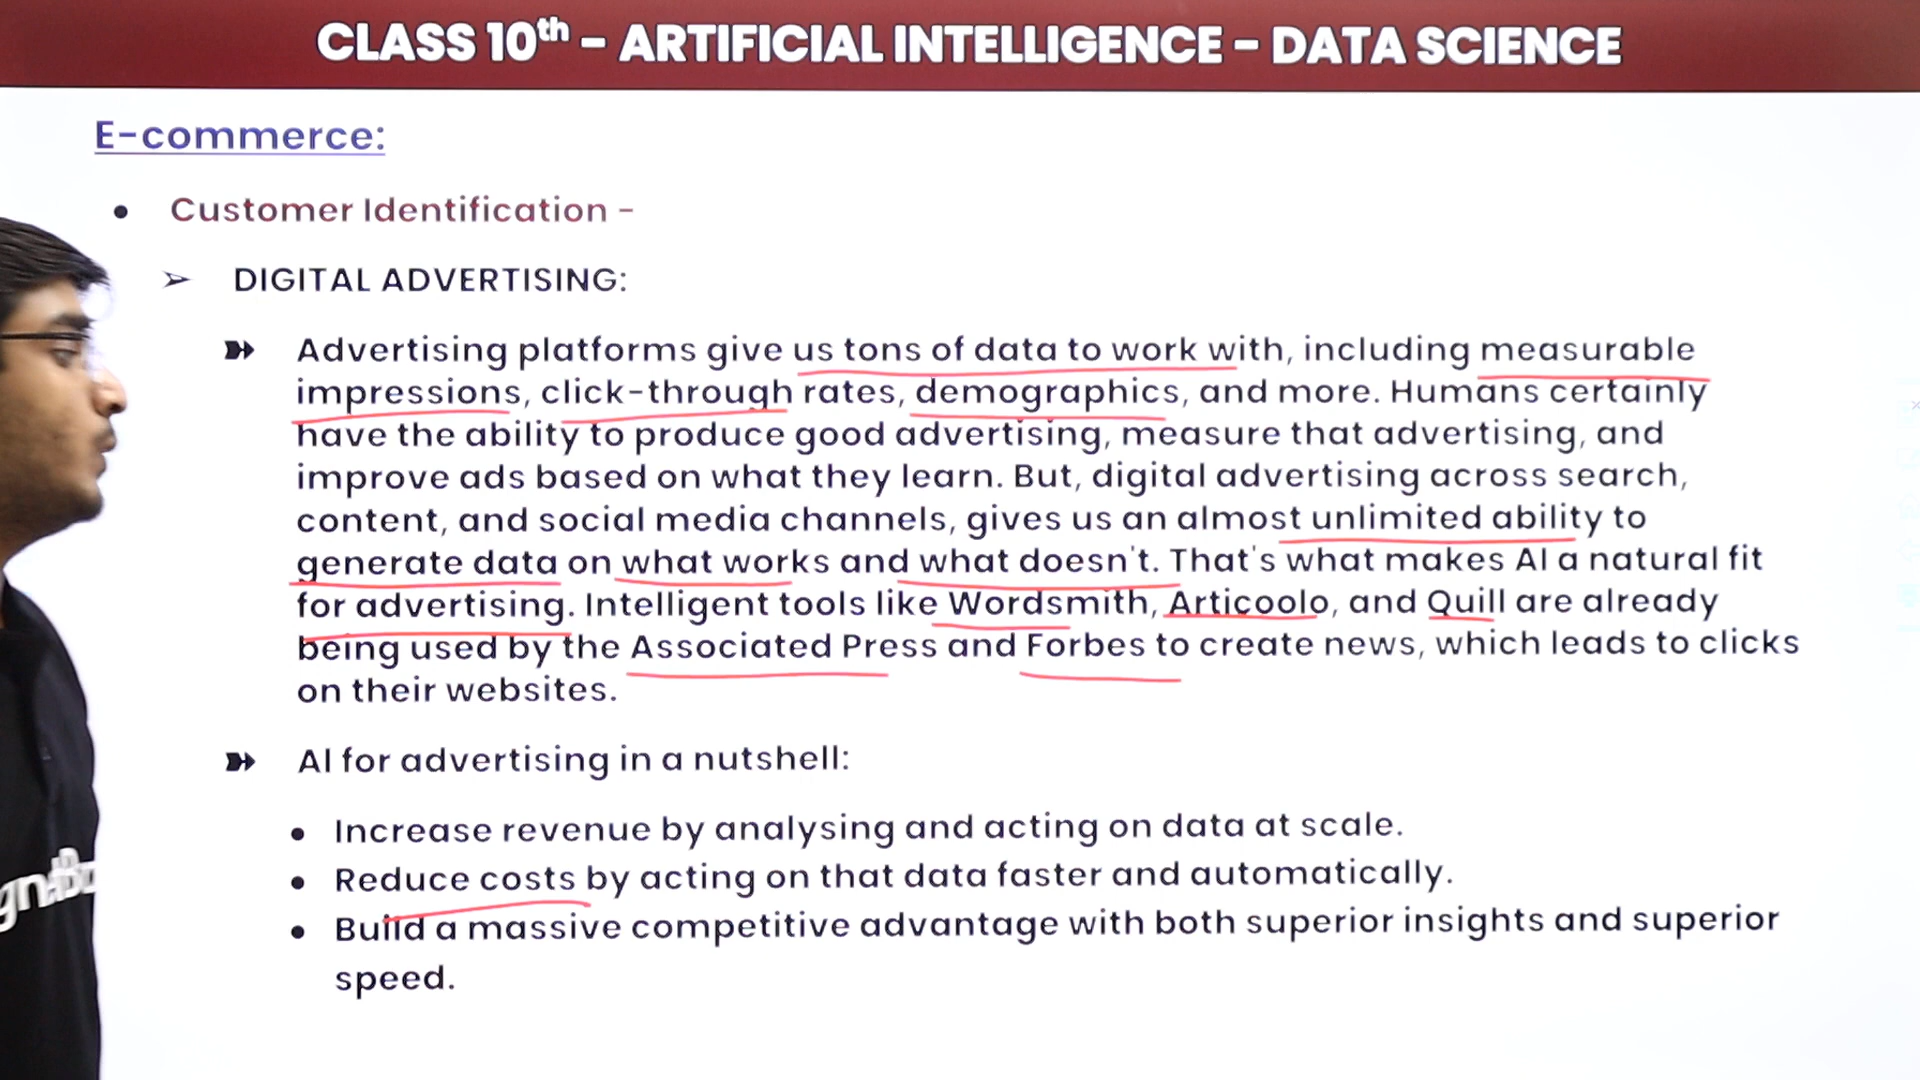 CLASS 10th – ARTIFICIAL INTELLIGENCE – DATA SCIENCE
E-commerce:
• Customer Identification -
➢ DIGITAL ADVERTISING:
Advertising platforms give us tons of data to work with, including measurable
impressions, click-through rates, demographics, and more. Humans certainly
have the ability to produce good advertising, measure that advertising, and
improve ads based on what they learn. But, digital advertising across search,
content, and social media channels, gives us an almost unlimited ability to
generate data on what works and what doesn't. That's what makes AI a natural fit
for advertising. Intelligent tools like Wordsmith, Articoolo, and Quill are already
being used by the Associated Press and Forbes to create news, which leads to clicks
on their websites.
AI for advertising in a nutshell:
• Increase revenue by analysing and acting on data at scale.
• Reduce costs by acting on that data faster and automatically.
• Build a massive competitive advantage with both superior insights and superior
speed.